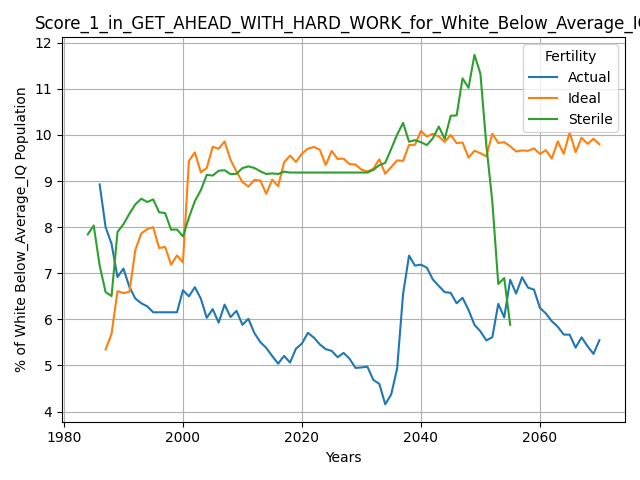 Score_1_in_GET_AHEAD_WITH_HARD_WORK_for_White_Below_Average_IQ
12
11
10
9
8
7
6
5
4
% of White Below_Average_IQ Population
Fertility
Actual
Ideal
Sterile
1980 2000 2020 2040 2060
Years